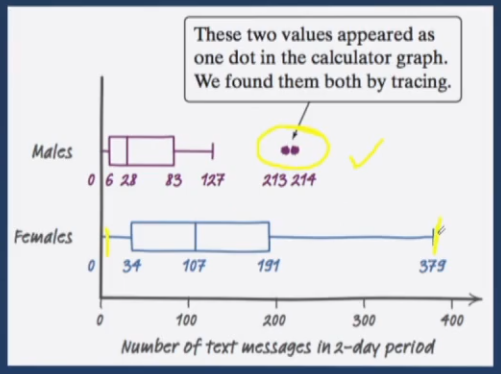 These two values appeared as
one dot in the calculator graph.
We found them both by tracing.
Males
0 6 28 83 127 213 214
Females
0 34 107 191 379
0 100 200 300 400
Number of text messages in 2-day period